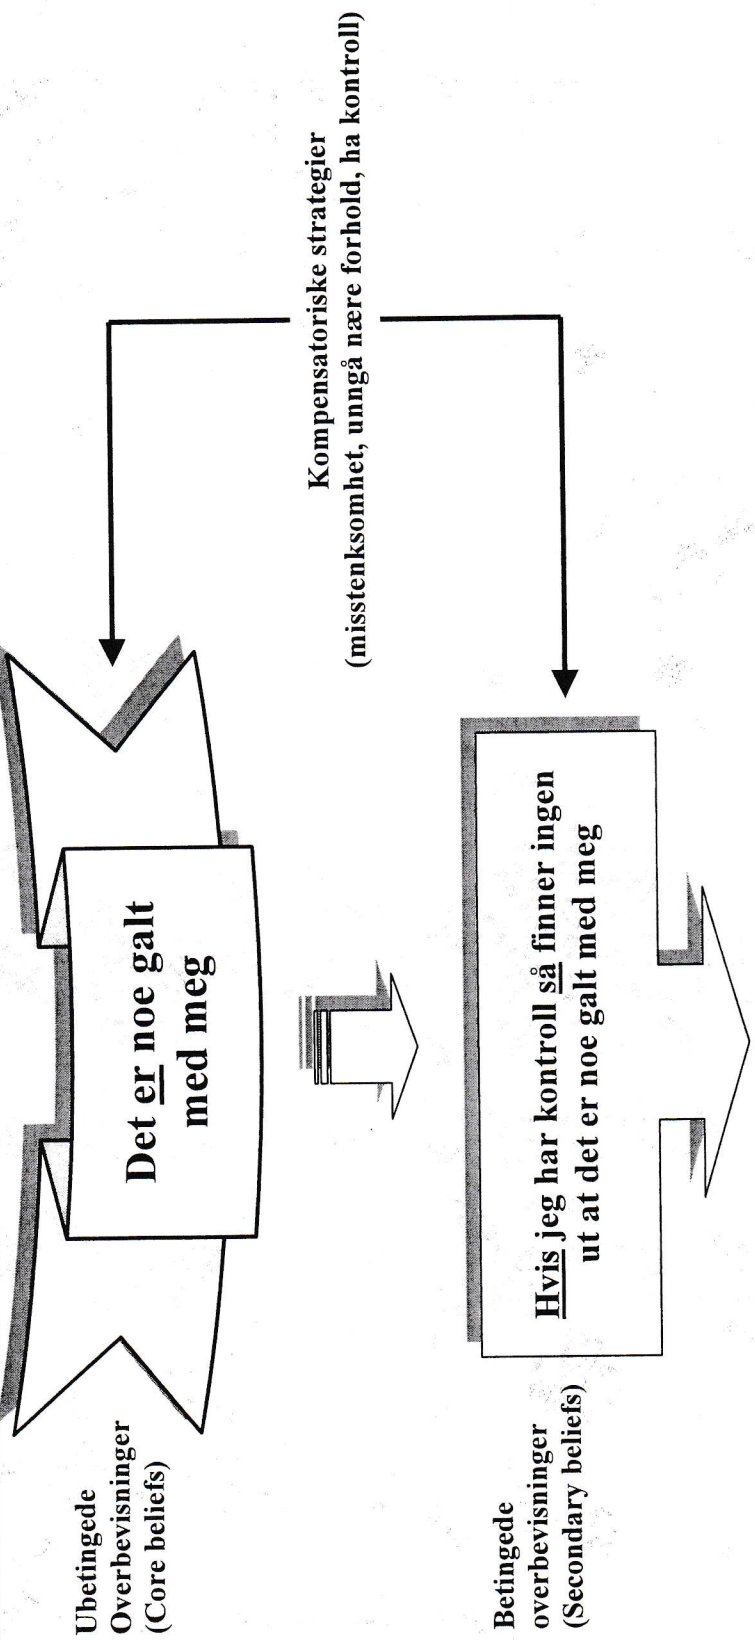 Ubetingede
Overbevisninger
(Core beliefs)
Det er noe galt
med meg
Kompensatoriske strategier
(misstenksomhet, unngå nære forhold, ha kontroll)
Betingede
overbevisninger
(Secondary beliefs)
Hvis jeg har kontroll så finner ingen
ut at det er noe galt med meg